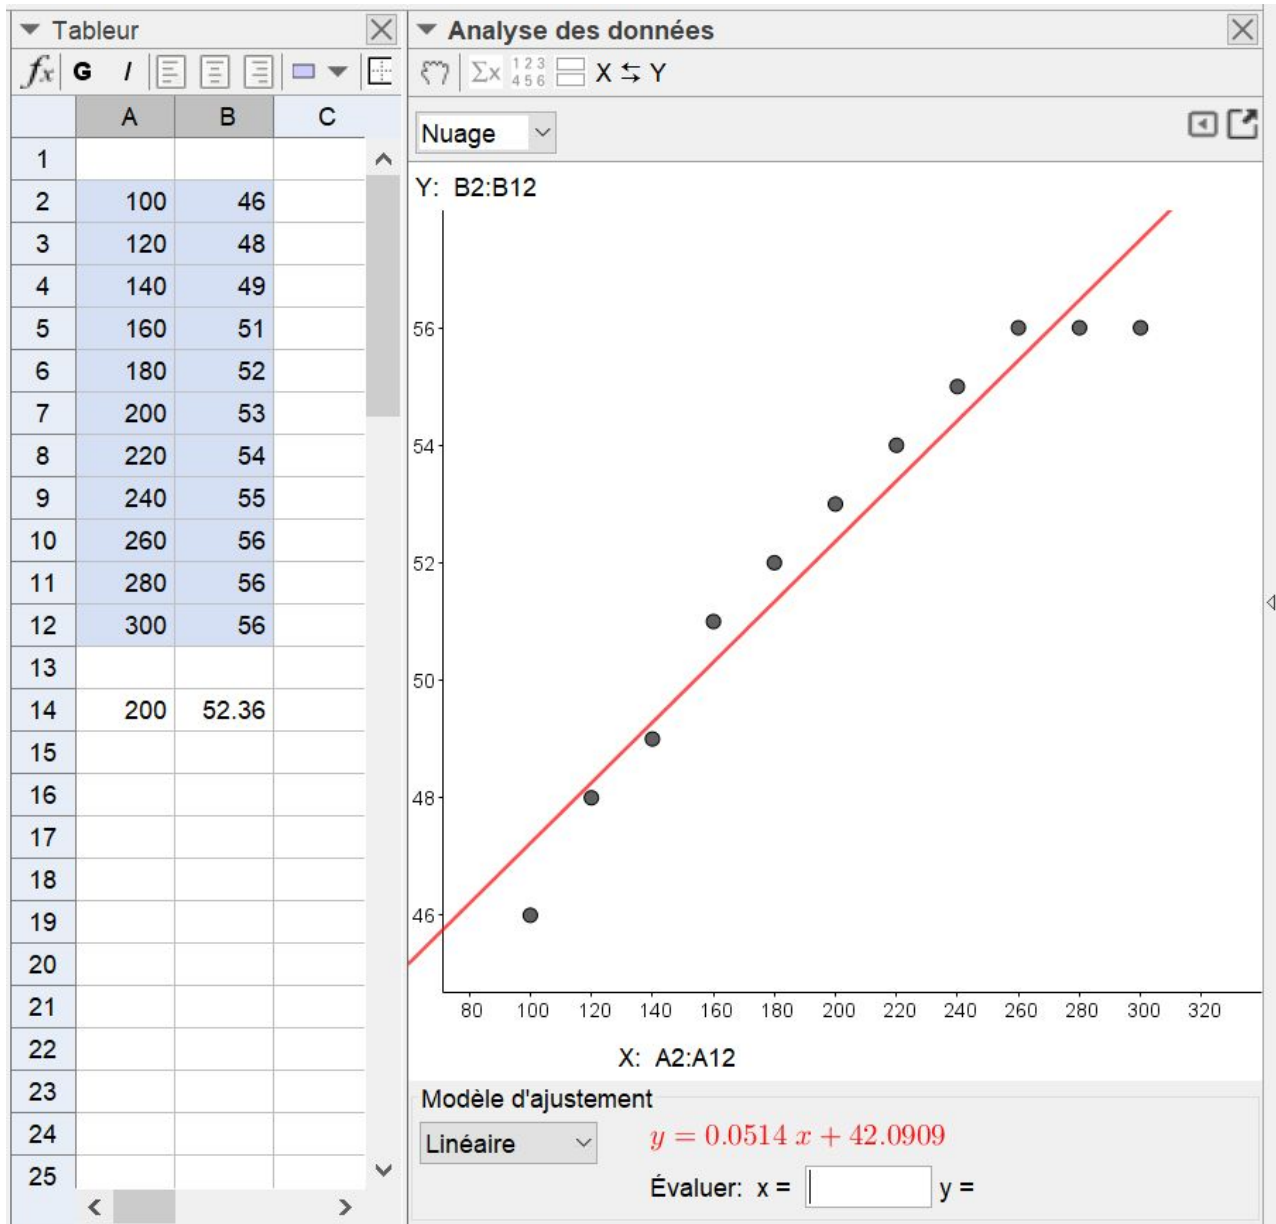 Tableur
fx G I
A B C
1
2 100 46
3 120 48
4 140 49
5 160 51
6 180 52
7 200 53
8 220 54
9 240 55
10 260 56
11 280 56
12 300 56
13
14 200 52.36
15
16
17
18
19
20
21
22
23
24
25
Analyse des données
Σx 1 2 3 4 5 6 X ⇆ Y
Nuage
Y: B2:B12
56
54
52
50
48
46
80 100 120 140 160 180 200 220 240 260 280 300 320
X: A2:A12
Modèle d'ajustement
Linéaire y = 0.0514 x + 42.0909
Évaluer: x = y =